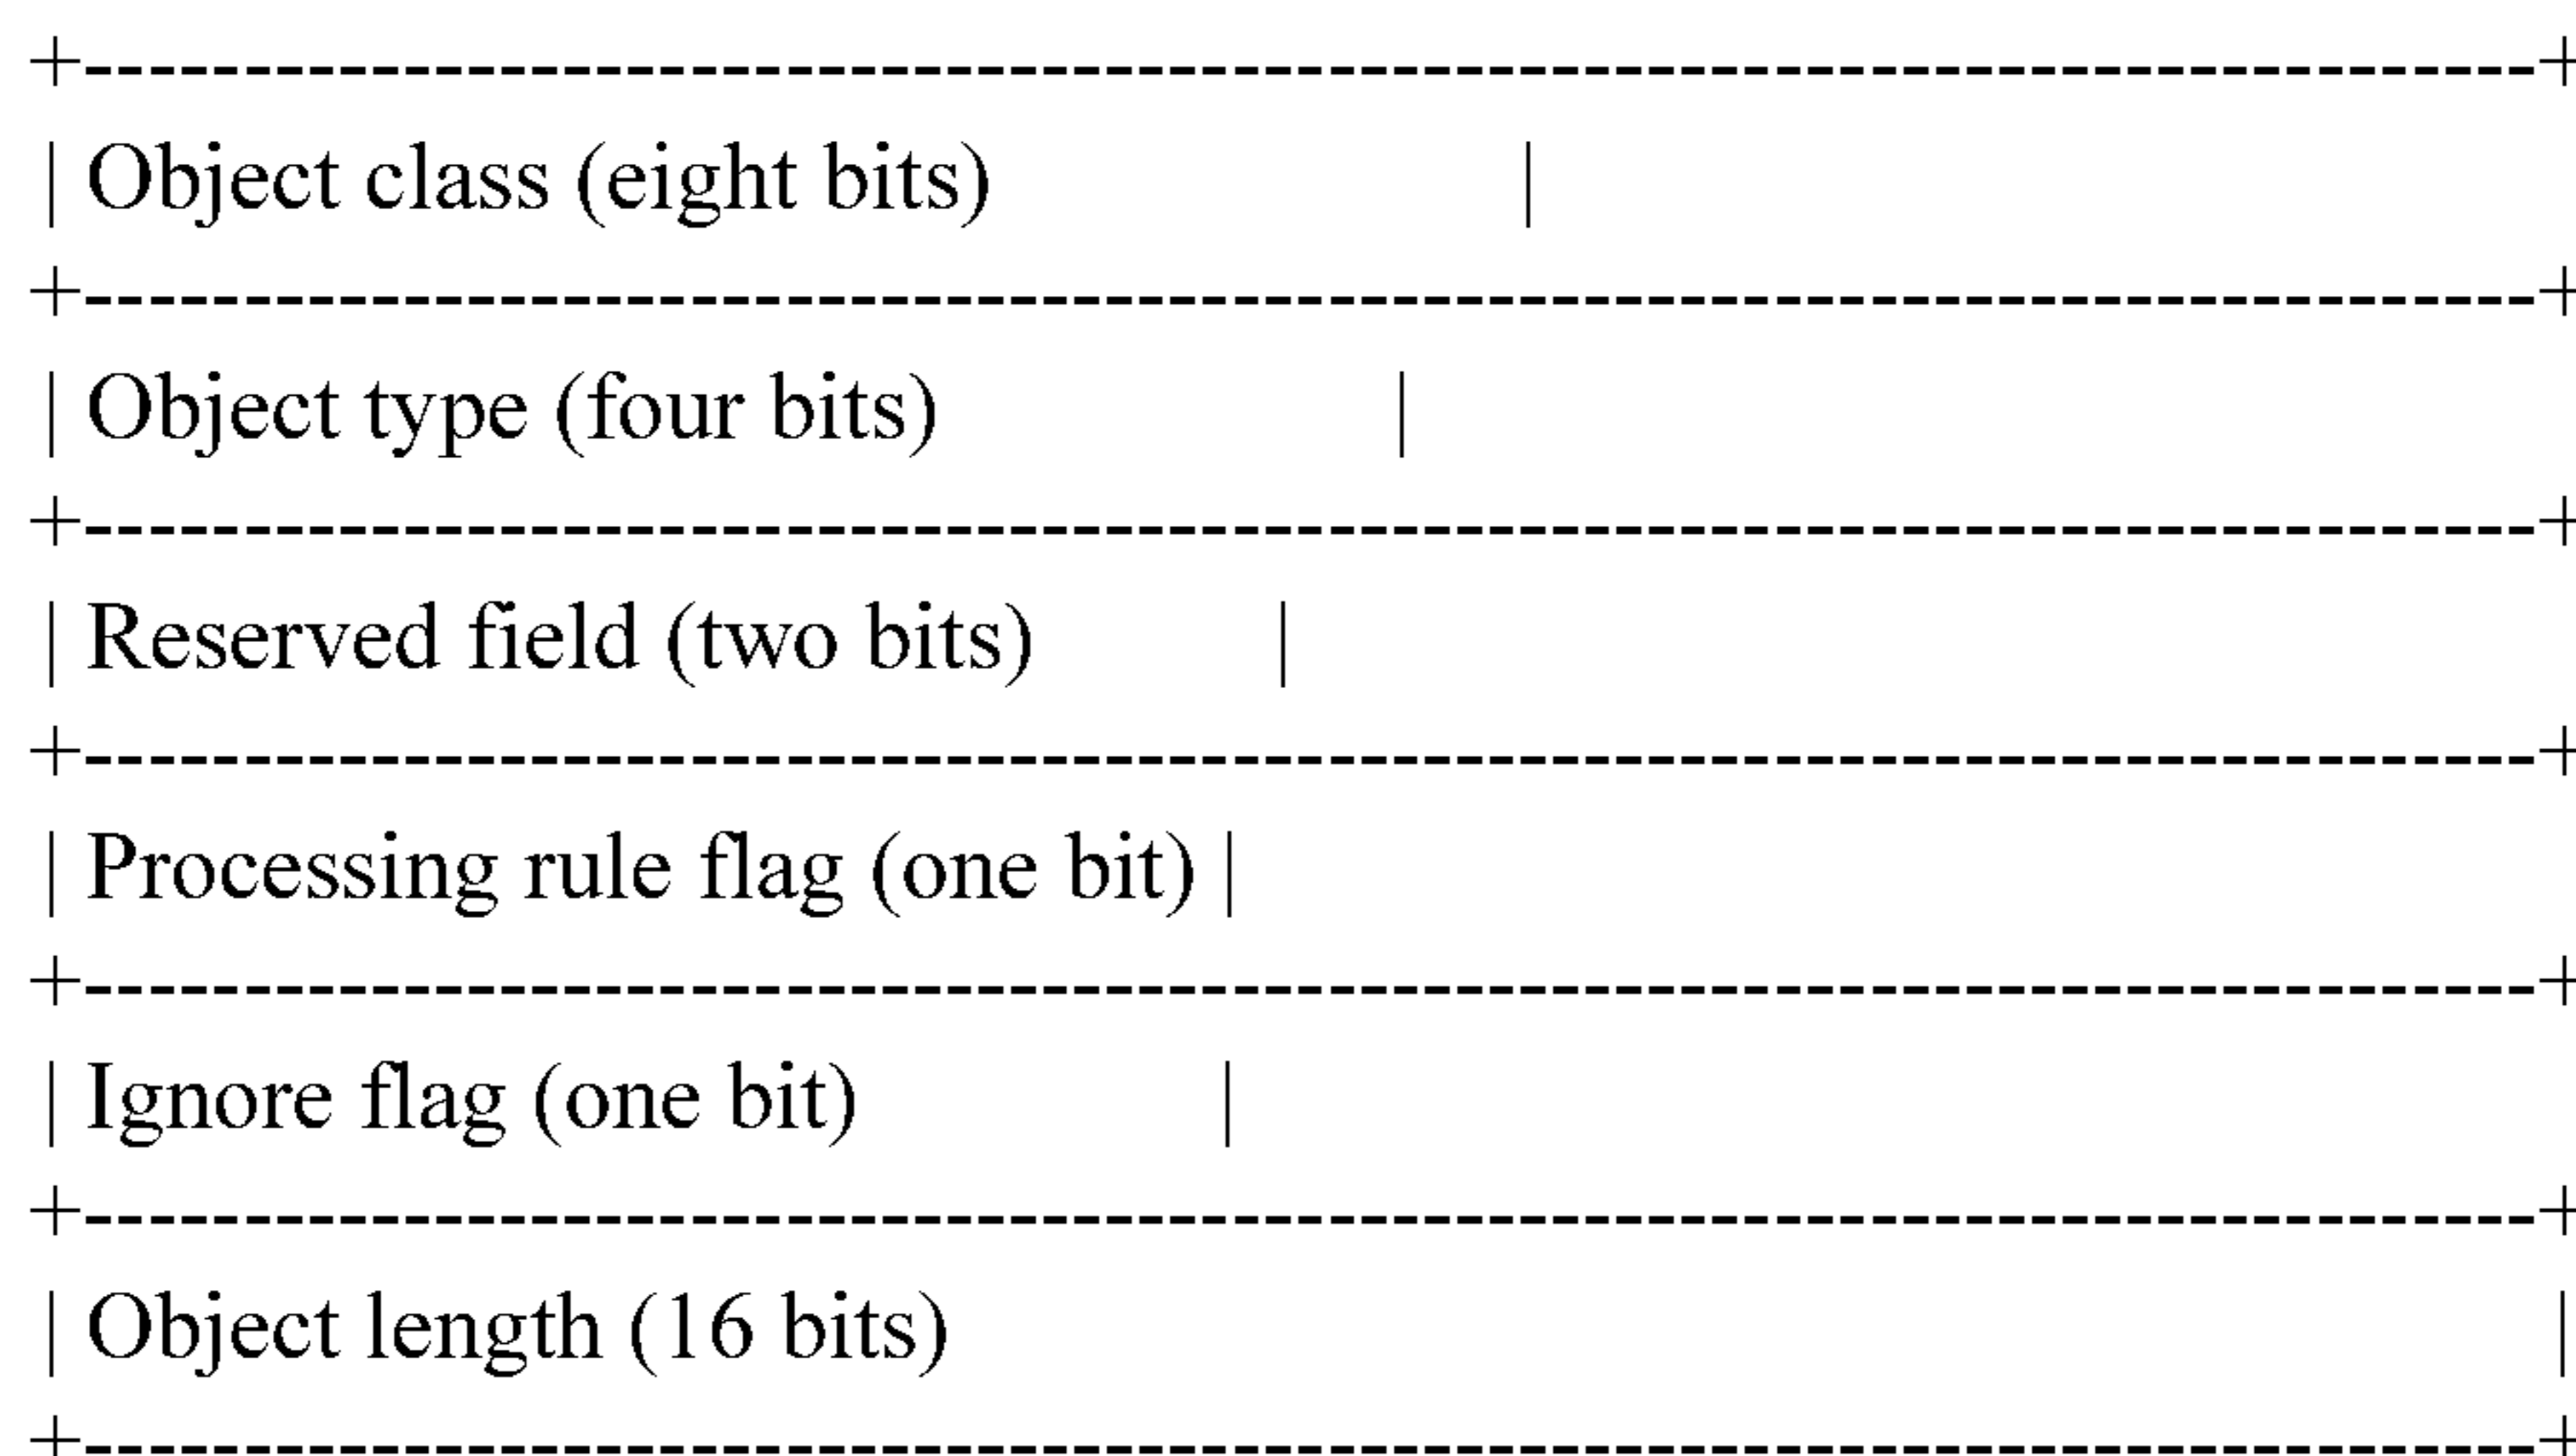 +------------------------------------------------------------------------------+
| Object class (eight bits) |
+------------------------------------------------------------------------------+
| Object type (four bits) |
+------------------------------------------------------------------------------+
| Reserved field (two bits) |
+------------------------------------------------------------------------------+
| Processing rule flag (one bit) |
+------------------------------------------------------------------------------+
| Ignore flag (one bit) |
+------------------------------------------------------------------------------+
| Object length (16 bits) |
+------------------------------------------------------------------------------+